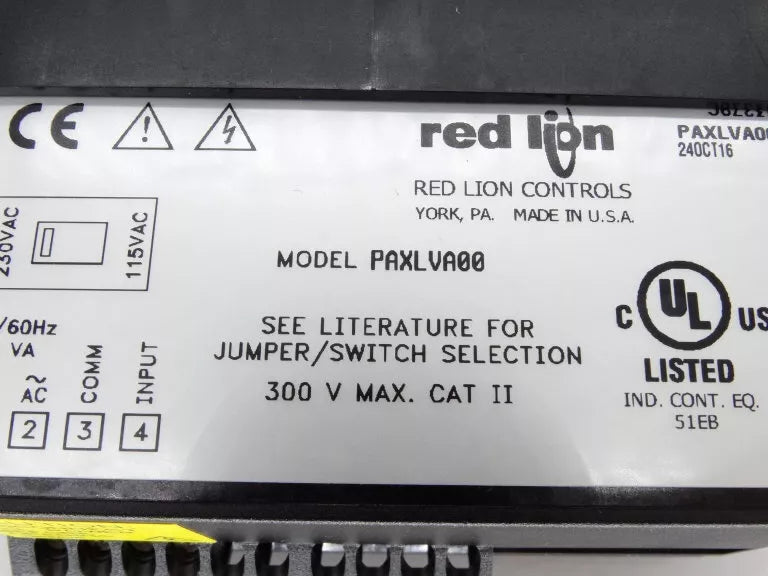 CE
red lion
PAXLVA00
24OCT16
RED LION CONTROLS
YORK, PA. MADE IN U.S.A.
230VAC
115VAC
MODEL PAXLVA00
/60Hz
VA
SEE LITERATURE FOR
JUMPER/SWITCH SELECTION
300 V MAX. CAT II
C UL US
LISTED
IND. CONT. EQ.
51EB
AC
COMM
INPUT
2 3 4